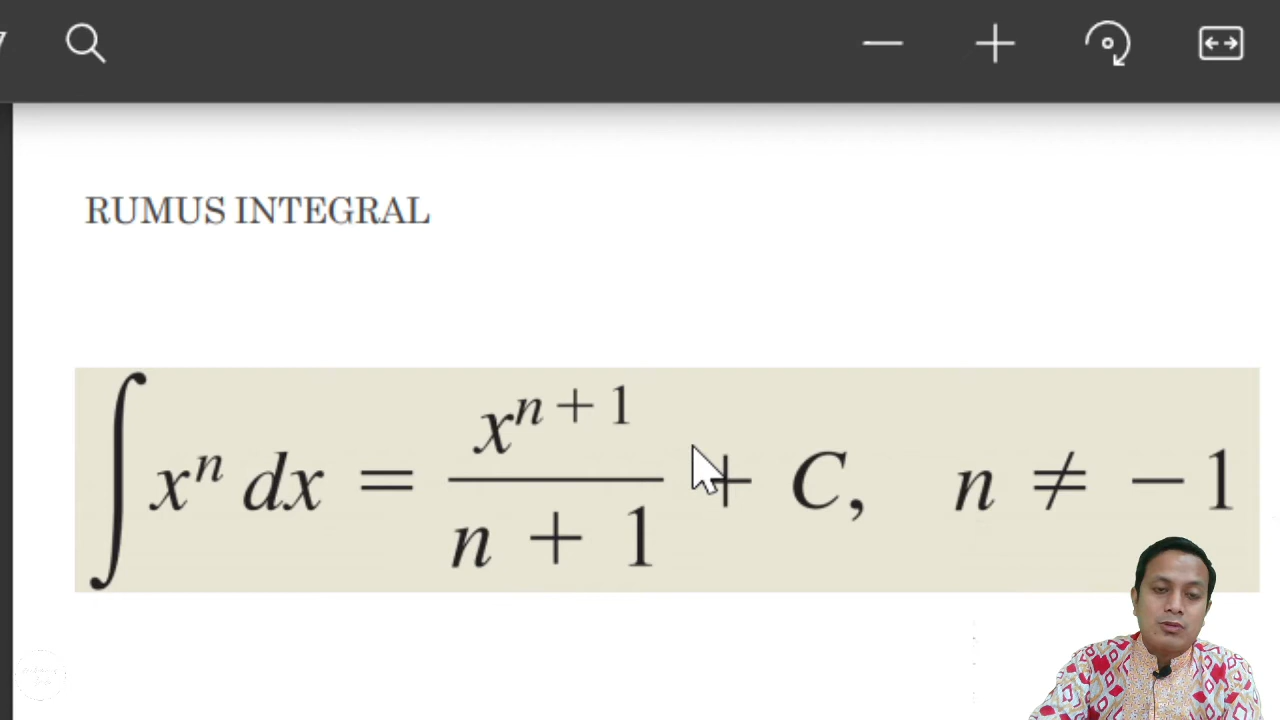 RUMUS INTEGRAL
∫ xⁿ dx = xⁿ⁺¹ / (n + 1) + C, n ≠ −1